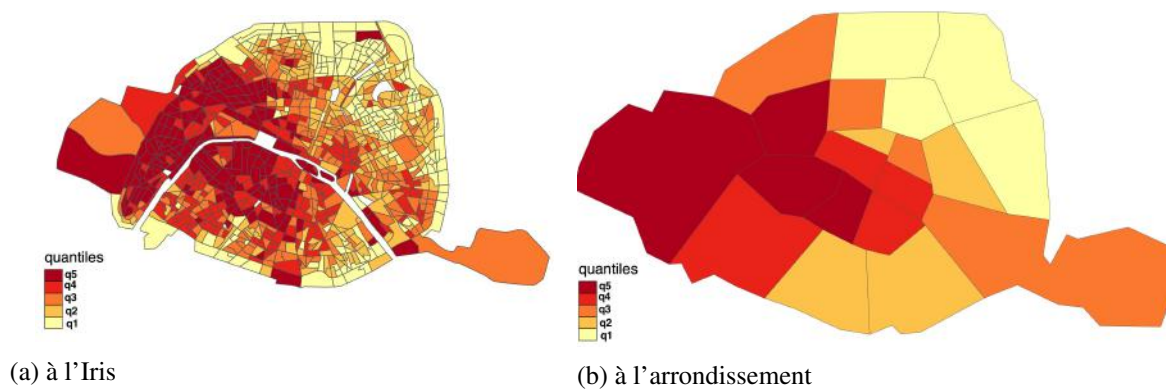 quantiles
q5
q4
q3
q2
q1
(a) à l'Iris
quantiles
q5
q4
q3
q2
q1
(b) à l'arrondissement